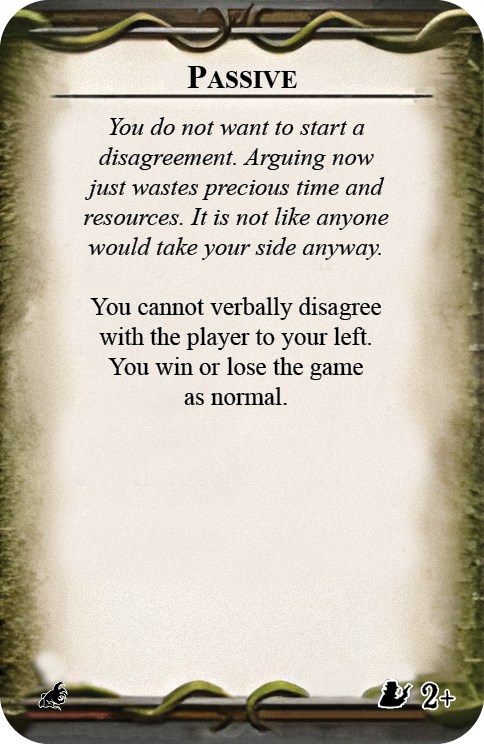 PASSIVE
You do not want to start a
disagreement. Arguing now
just wastes precious time and
resources. It is not like anyone
would take your side anyway.
You cannot verbally disagree
with the player to your left.
You win or lose the game
as normal.
2+